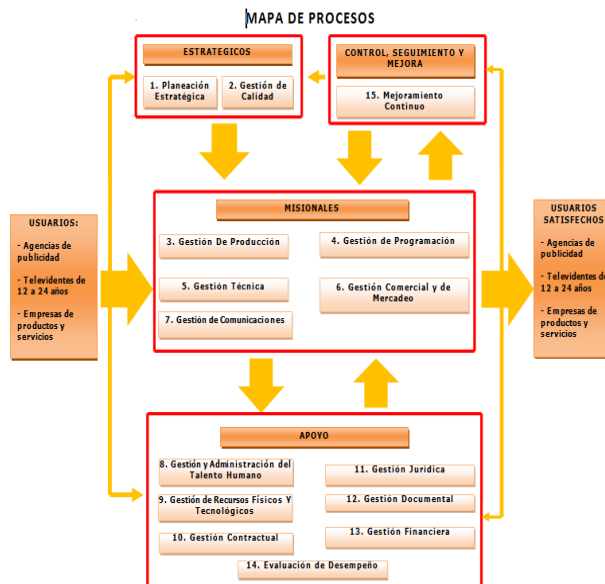 MAPA DE PROCESOS
ESTRATEGICOS
1. Planeación
Estratégica
2. Gestión de
Calidad
CONTROL, SEGUIMIENTO Y
MEJORA
15. Mejoramiento
Continuo
USUARIOS:
- Agencias de
publicidad
- Televidentes de
12 a 24 años
- Empresas de
productos y
servicios
MISIONALES
3. Gestión De Producción
4. Gestión de Programación
5. Gestión Técnica
6. Gestión Comercial y de
Mercadeo
7. Gestión de Comunicaciones
USUARIOS
SATISFECHOS
- Agencias de
publicidad
- Televidentes de
12 a 24 años
- Empresas de
productos y
servicios
APOYO
8. Gestión y Administración del
Talento Humano
9. Gestión de Recursos Físicos Y
Tecnológicos
10. Gestión Contractual
11. Gestión Jurídica
12. Gestión Documental
13. Gestión Financiera
14. Evaluación de Desempeño